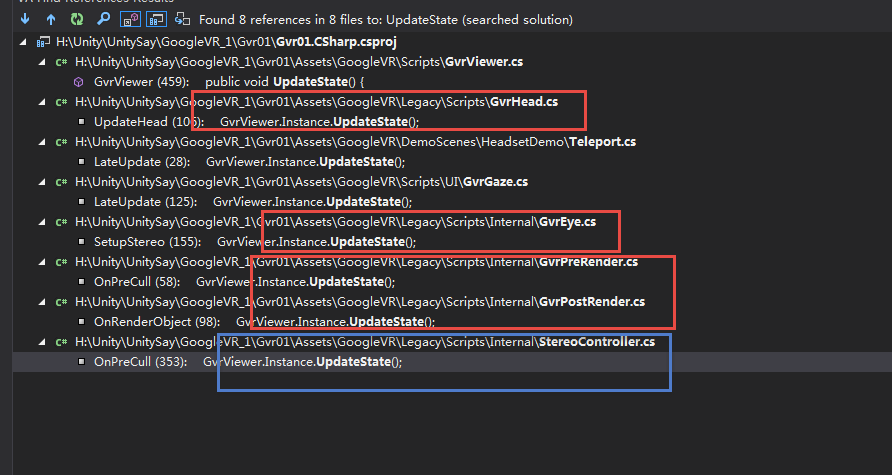 Found 8 references in 8 files to: UpdateState (searched solution)
H:\Unity\UnitySay\GoogleVR_1\Gvr01\Gvr01.CSharp.csproj
C# H:\Unity\UnitySay\GoogleVR_1\Gvr01\Assets\GoogleVR\Scripts\GvrViewer.cs
GvrViewer (459): public void UpdateState() {
C# H:\Unity\UnitySay\GoogleVR_1\Gvr01\Assets\GoogleVR\Legacy\Scripts\GvrHead.cs
UpdateHead (106): GvrViewer.Instance.UpdateState();
C# H:\Unity\UnitySay\GoogleVR_1\Gvr01\Assets\GoogleVR\DemoScenes\HeadsetDemo\Teleport.cs
LateUpdate (28): GvrViewer.Instance.UpdateState();
C# H:\Unity\UnitySay\GoogleVR_1\Gvr01\Assets\GoogleVR\Scripts\UI\GvrGaze.cs
LateUpdate (125): GvrViewer.Instance.UpdateState();
C# H:\Unity\UnitySay\GoogleVR_1\Gvr01\Assets\GoogleVR\Legacy\Scripts\Internal\GvrEye.cs
SetupStereo (155): GvrViewer.Instance.UpdateState();
C# H:\Unity\UnitySay\GoogleVR_1\Gvr01\Assets\GoogleVR\Legacy\Scripts\Internal\GvrPreRender.cs
OnPreCull (58): GvrViewer.Instance.UpdateState();
C# H:\Unity\UnitySay\GoogleVR_1\Gvr01\Assets\GoogleVR\Legacy\Scripts\Internal\GvrPostRender.cs
OnRenderObject (98): GvrViewer.Instance.UpdateState();
C# H:\Unity\UnitySay\GoogleVR_1\Gvr01\Assets\GoogleVR\Legacy\Scripts\Internal\StereoController.cs
OnPreCull (353): GvrViewer.Instance.UpdateState();